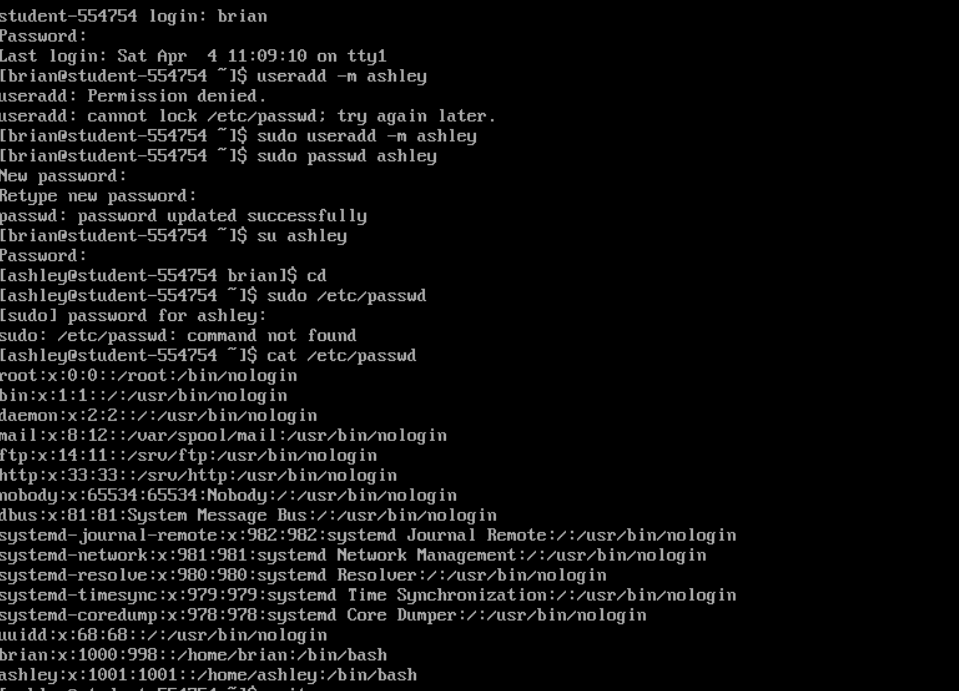 student-554754 login: brian
Password:
Last login: Sat Apr  4 11:09:10 on tty1
[brian@student-554754 ~]$ useradd -m ashley
useradd: Permission denied.
useradd: cannot lock /etc/passwd; try again later.
[brian@student-554754 ~]$ sudo useradd -m ashley
[brian@student-554754 ~]$ sudo passwd ashley
New password:
Retype new password:
passwd: password updated successfully
[brian@student-554754 ~]$ su ashley
Password:
[ashley@student-554754 brian]$ cd
[ashley@student-554754 ~]$ sudo /etc/passwd
[sudo] password for ashley:
sudo: /etc/passwd: command not found
[ashley@student-554754 ~]$ cat /etc/passwd
root:x:0:0::/root:/bin/nologin
bin:x:1:1::/:/usr/bin/nologin
daemon:x:2:2::/:/usr/bin/nologin
mail:x:8:12::/var/spool/mail:/usr/bin/nologin
ftp:x:14:11::/srv/ftp:/usr/bin/nologin
http:x:33:33::/srv/http:/usr/bin/nologin
nobody:x:65534:65534:Nobody:/:/usr/bin/nologin
dbus:x:81:81:System Message Bus:/:/usr/bin/nologin
systemd-journal-remote:x:982:982:systemd Journal Remote:/:/usr/bin/nologin
systemd-network:x:981:981:systemd Network Management:/:/usr/bin/nologin
systemd-resolve:x:980:980:systemd Resolver:/:/usr/bin/nologin
systemd-timesync:x:979:979:systemd Time Synchronization:/:/usr/bin/nologin
systemd-coredump:x:978:978:systemd Core Dumper:/:/usr/bin/nologin
uuidd:x:68:68::/:/usr/bin/nologin
brian:x:1000:998::/home/brian:/bin/bash
ashley:x:1001:1001::/home/ashley:/bin/bash